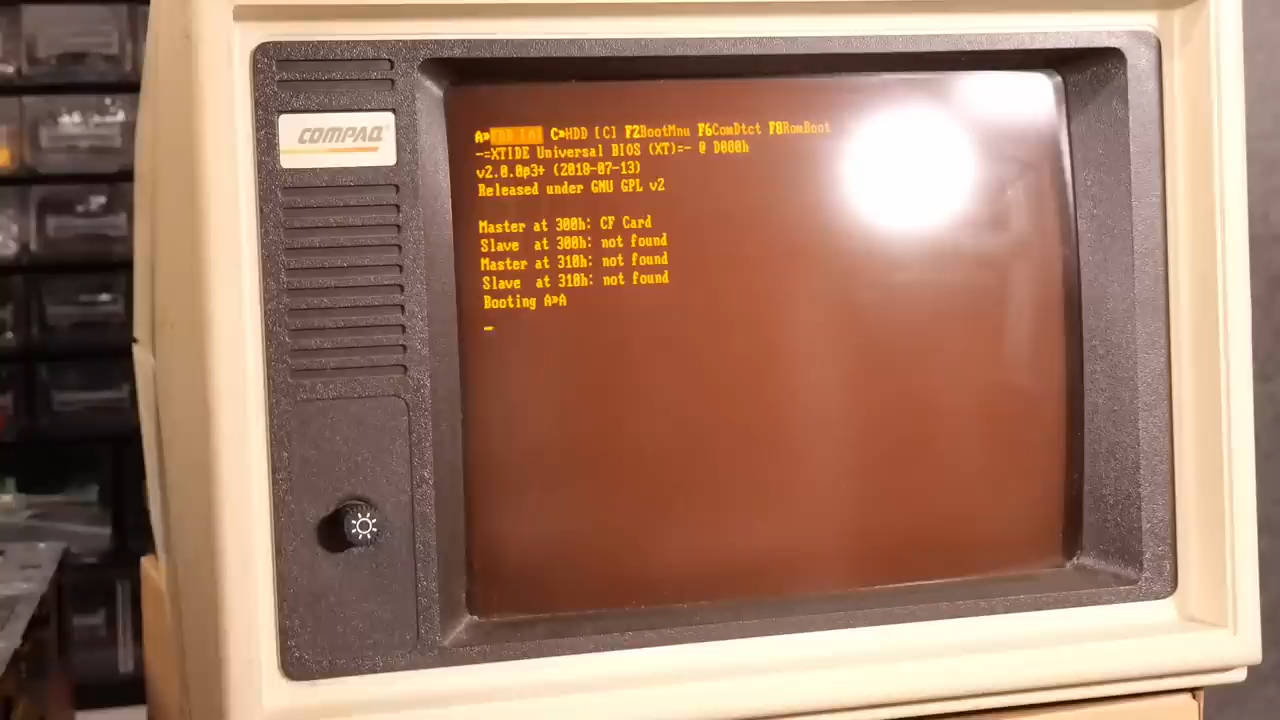 COMPAQ
A»FDD [A] C»HDD [C] F2BootMnu F6ComDtct F8RomBoot
-=XTIDE Universal BIOS (XT)=- @ D000h
v2.0.0β3+ (2018-07-13)
Released under GNU GPL v2
Master at 300h: CF Card
Slave  at 300h: not found
Master at 310h: not found
Slave  at 310h: not found
Booting A»A